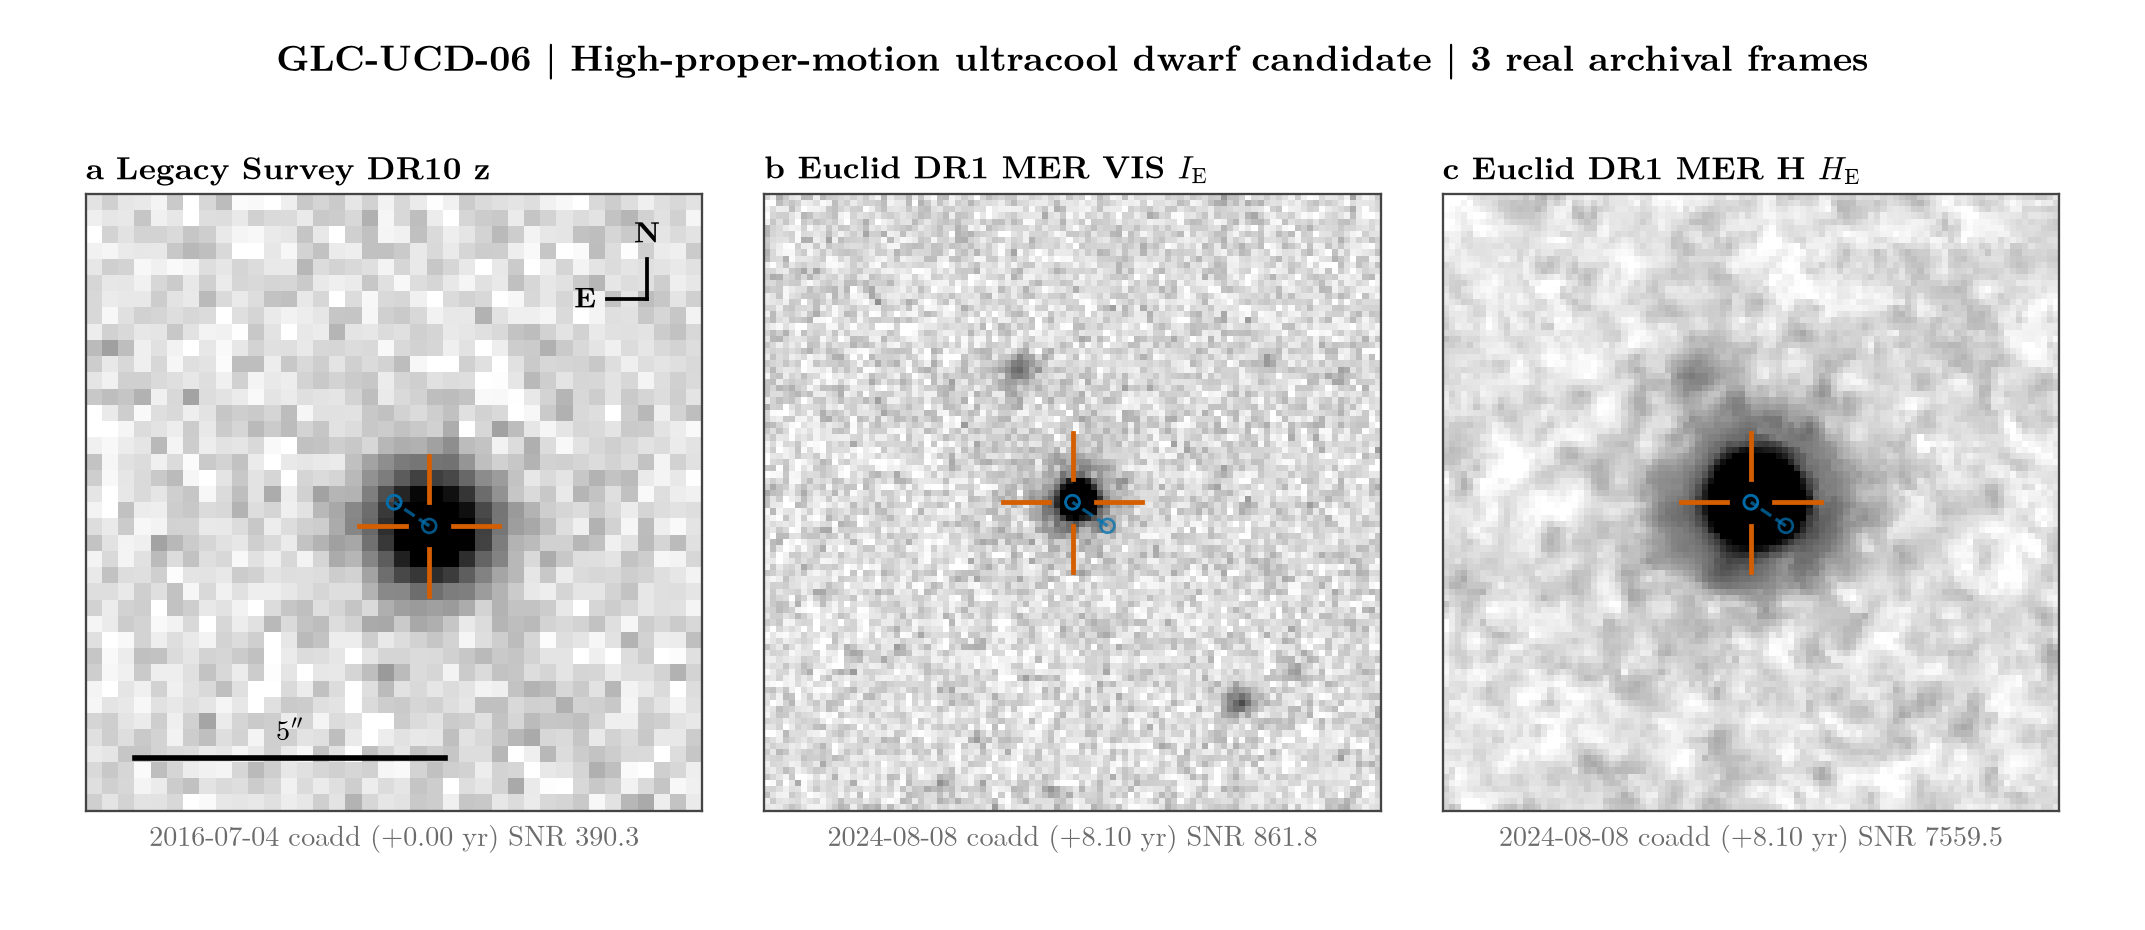 GLC-UCD-06 | High-proper-motion ultracool dwarf candidate | 3 real archival frames
a Legacy Survey DR10 z
b Euclid DR1 MER VIS I_E
c Euclid DR1 MER H H_E
N
E
5″
2016-07-04 coadd (+0.00 yr) SNR 390.3
2024-08-08 coadd (+8.10 yr) SNR 861.8
2024-08-08 coadd (+8.10 yr) SNR 7559.5